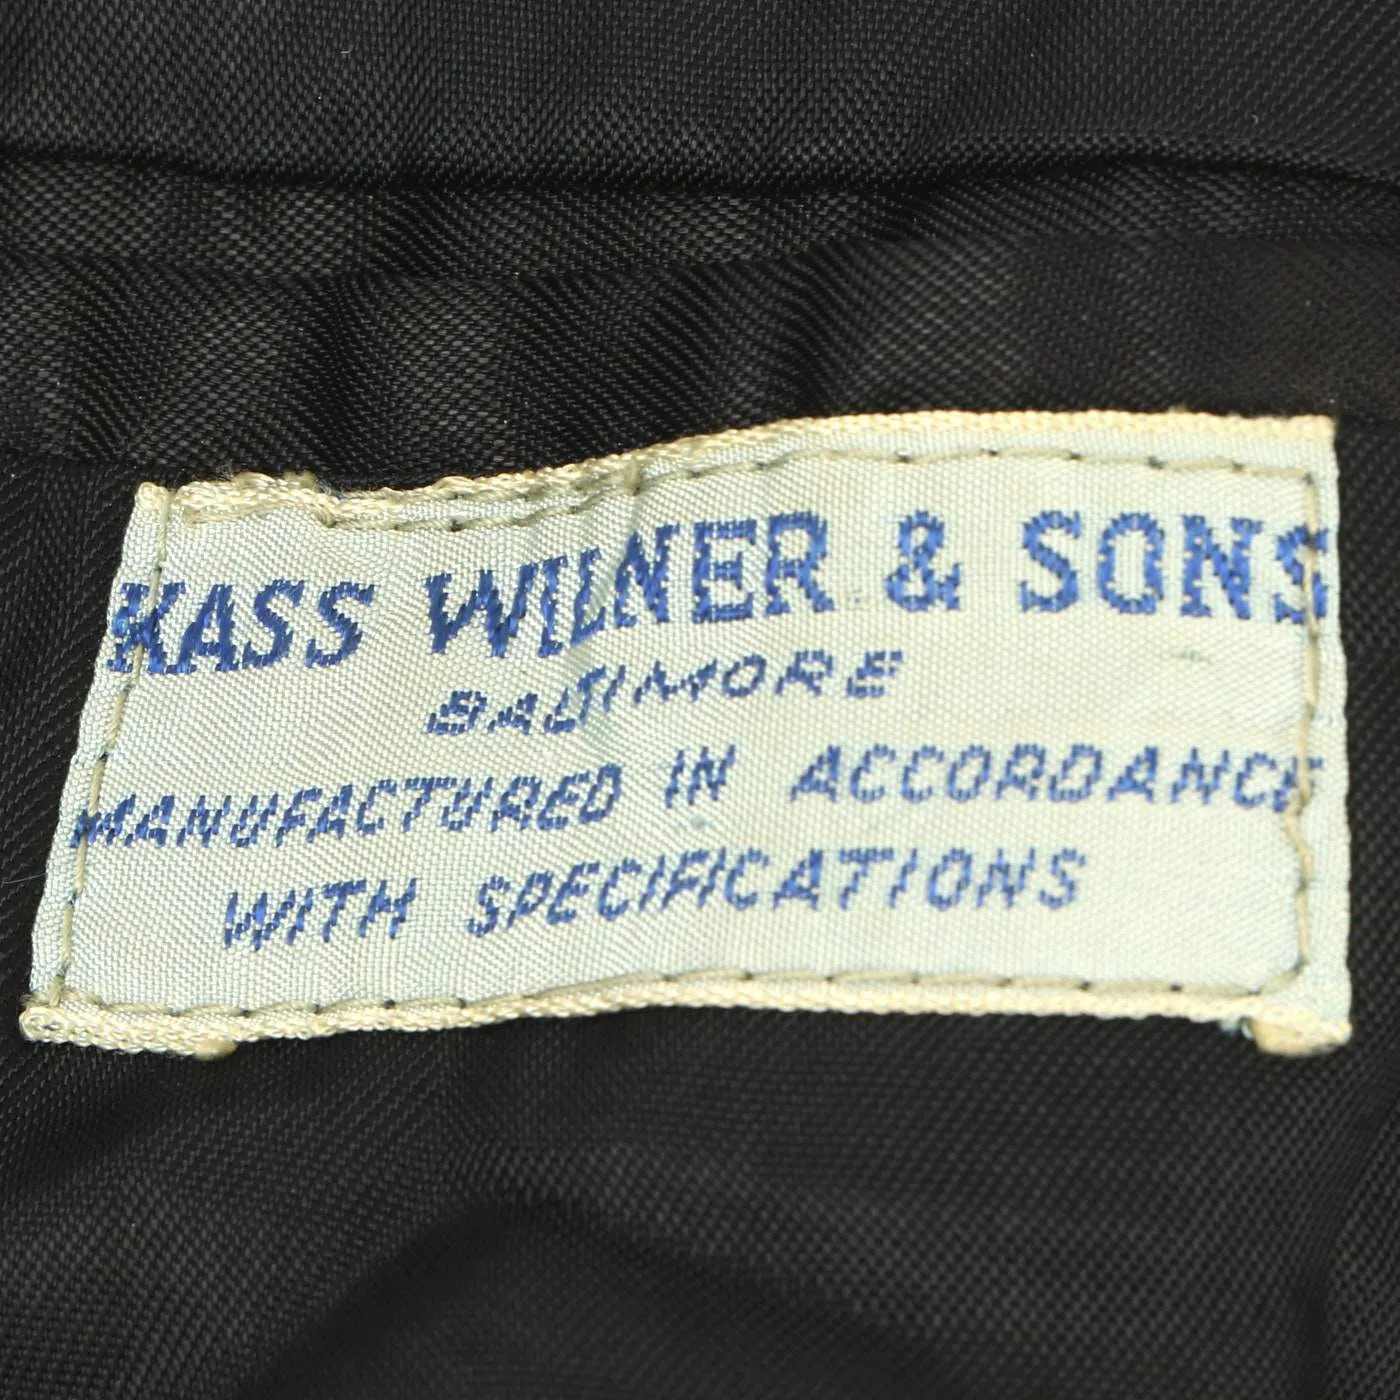 KASS WILNER & SONS
BALTIMORE
MANUFACTURED IN ACCORDANCE
WITH SPECIFICATIONS